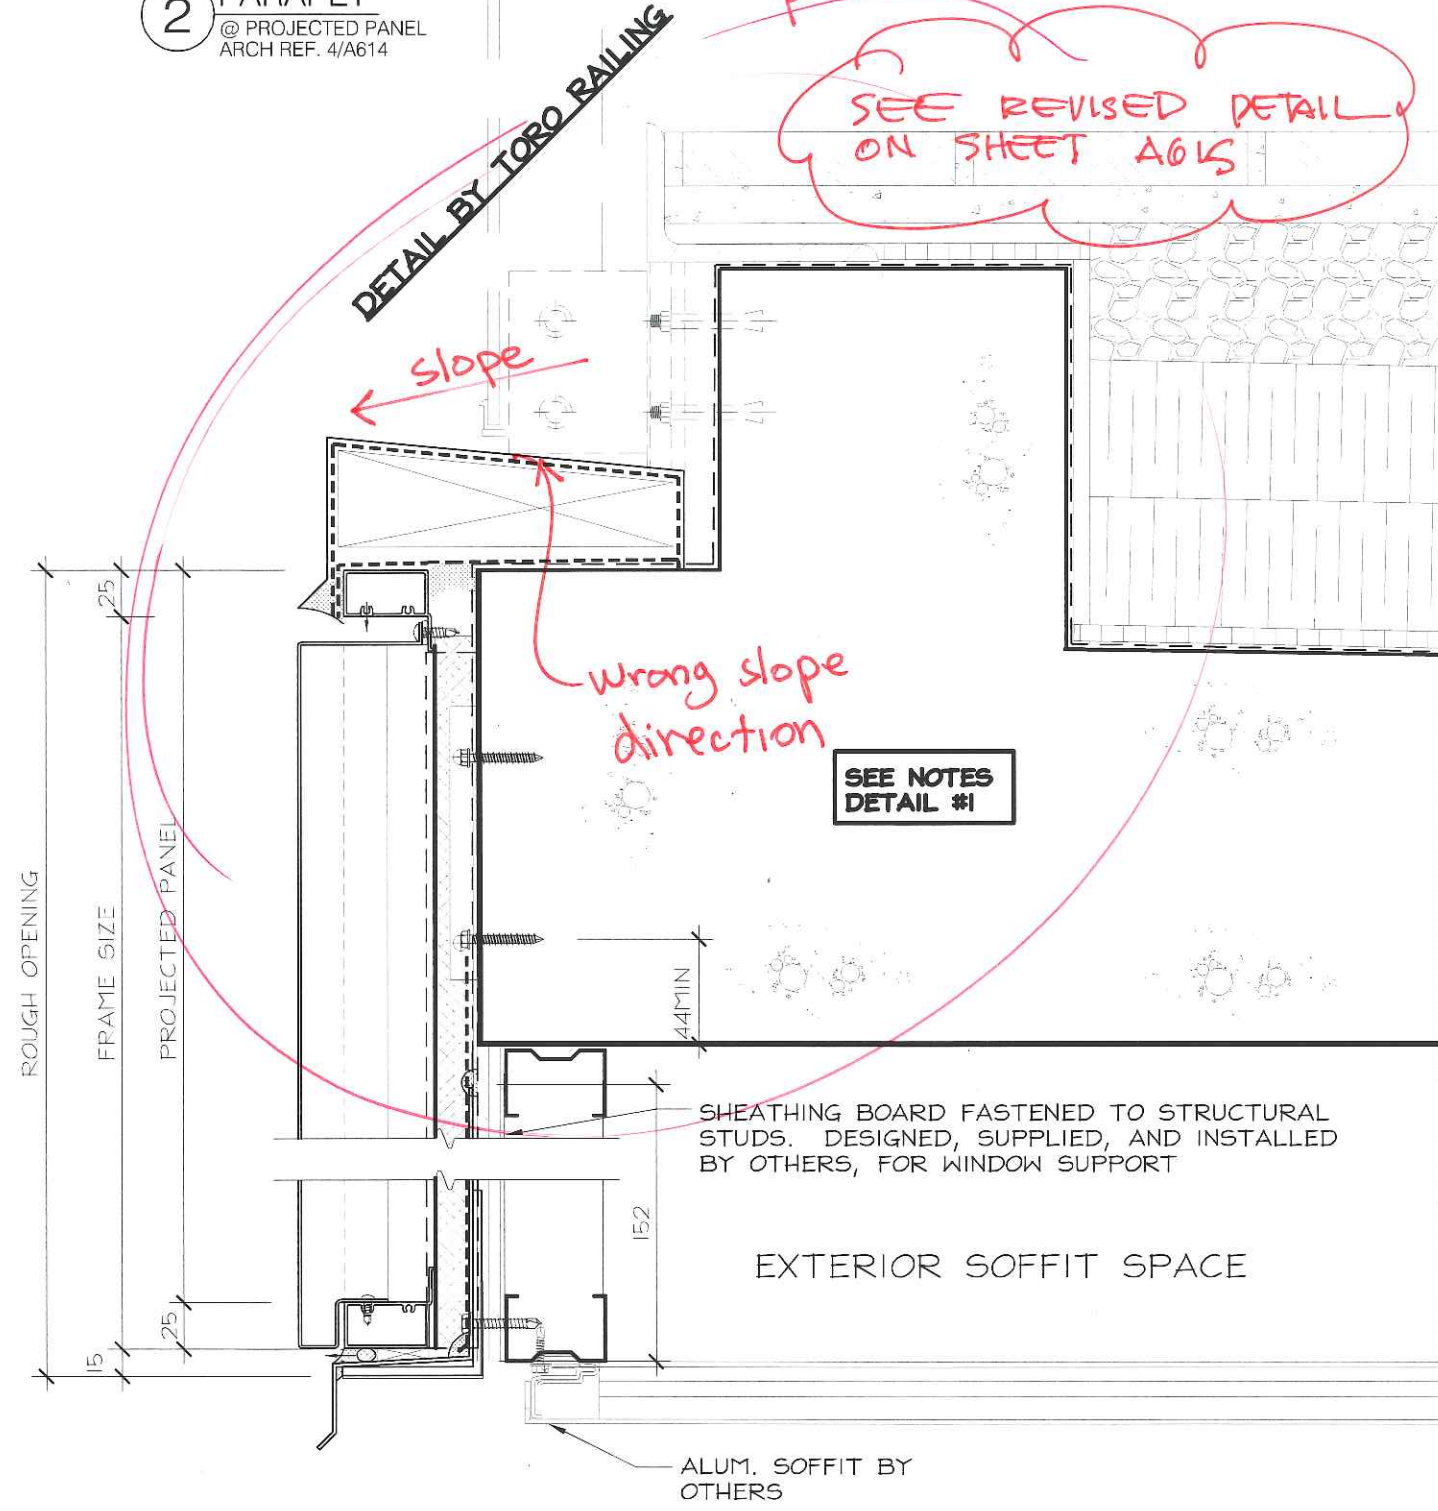 2
PARAPET
@ PROJECTED PANEL
ARCH REF. 4/A614
DETAIL BY TORO RAILING
SEE REVISED DETAIL
ON SHEET A615
slope
wrong slope
direction
SEE NOTES
DETAIL #1
ROUGH OPENING
FRAME SIZE
PROJECTED PANEL
25
44MIN
152
25
15
SHEATHING BOARD FASTENED TO STRUCTURAL
STUDS. DESIGNED, SUPPLIED, AND INSTALLED
BY OTHERS, FOR WINDOW SUPPORT
EXTERIOR SOFFIT SPACE
ALUM. SOFFIT BY
OTHERS